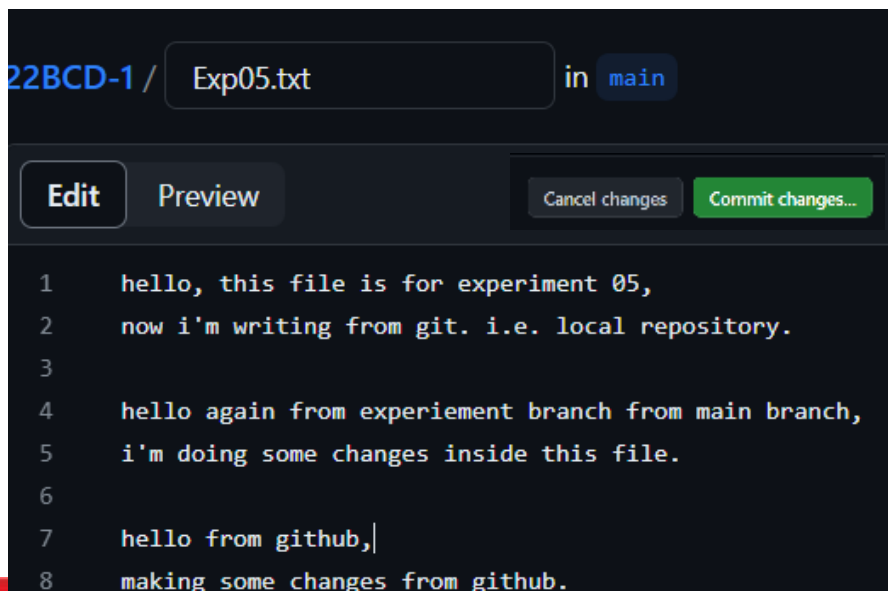 22BCD-1 / Exp05.txt in main
Edit Preview Cancel changes Commit changes...
1 hello, this file is for experiment 05,
2 now i'm writing from git. i.e. local repository.
3
4 hello again from experiement branch from main branch,
5 i'm doing some changes inside this file.
6
7 hello from github,
8 making some changes from github.